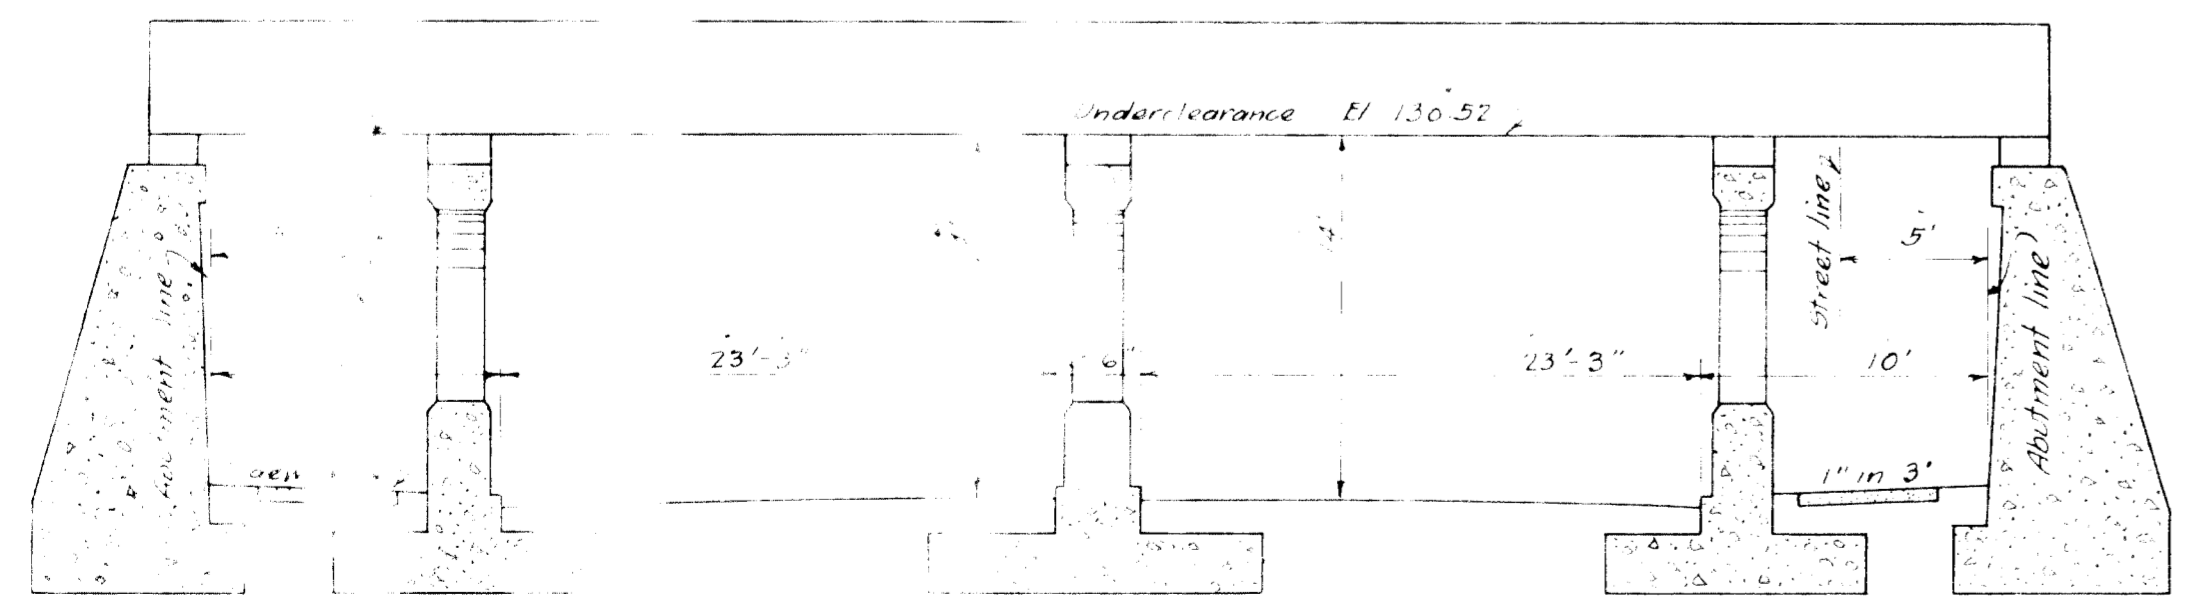 Underclearance El 130.52
Street line
5'
14'
23'-3"
6"
23'-3"
10'
Abutment line
Abutment line
1" in 3'